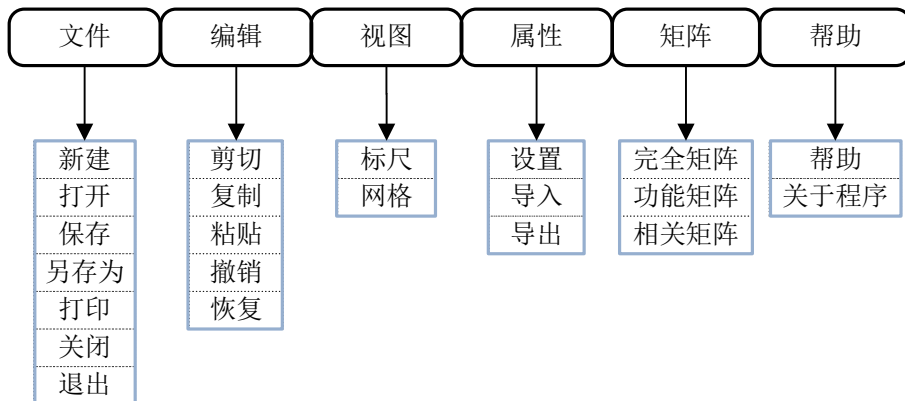 文件
编辑
视图
属性
矩阵
帮助
新建
打开
保存
另存为
打印
关闭
退出
剪切
复制
粘贴
撤销
恢复
标尺
网格
设置
导入
导出
完全矩阵
功能矩阵
相关矩阵
帮助
关于程序